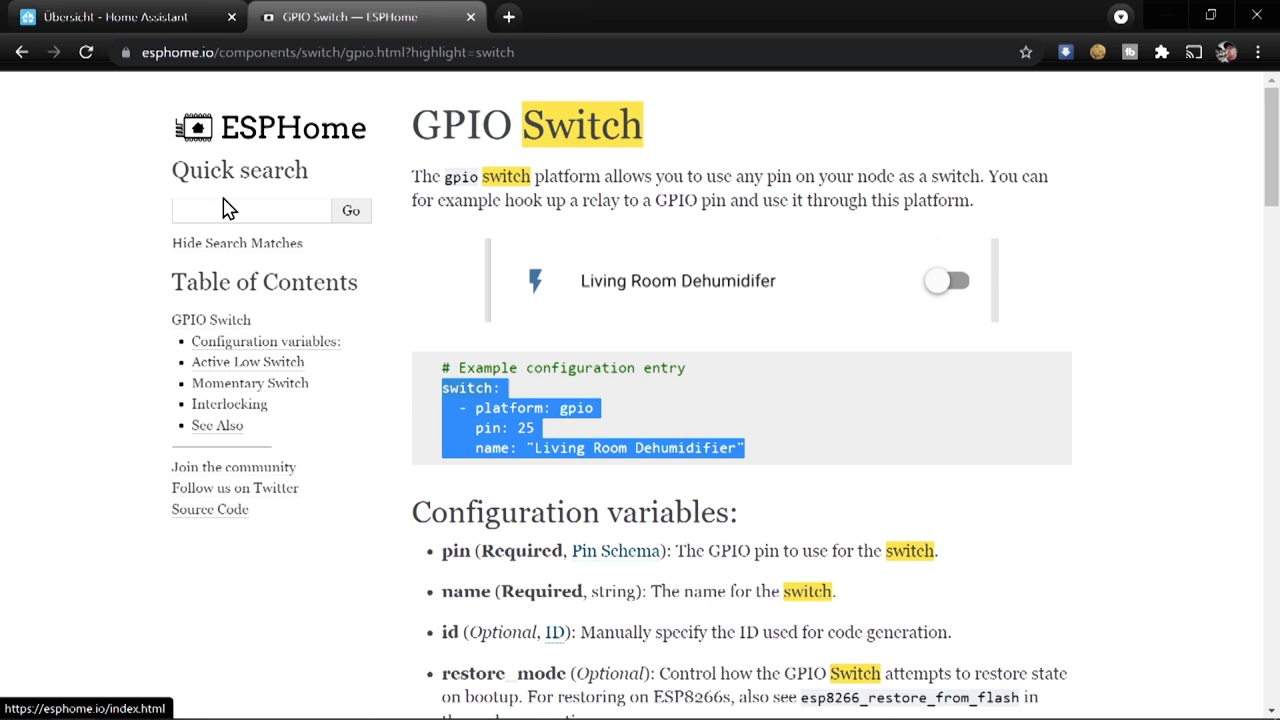 Übersicht - Home Assistant
GPIO Switch — ESPHome
esphome.io/components/switch/gpio.html?highlight=switch
ESPHome
Quick search
Go
Hide Search Matches
Table of Contents
GPIO Switch
Configuration variables:
Active Low Switch
Momentary Switch
Interlocking
See Also
Join the community
Follow us on Twitter
Source Code
GPIO Switch
The gpio switch platform allows you to use any pin on your node as a switch. You can
for example hook up a relay to a GPIO pin and use it through this platform.
Living Room Dehumidifer
# Example configuration entry
switch:
- platform: gpio
pin: 25
name: "Living Room Dehumidifier"
Configuration variables:
pin (Required, Pin Schema): The GPIO pin to use for the switch.
name (Required, string): The name for the switch.
id (Optional, ID): Manually specify the ID used for code generation.
restore_mode (Optional): Control how the GPIO Switch attempts to restore state
on bootup. For restoring on ESP8266s, also see esp8266_restore_from_flash in
https://esphome.io/index.html